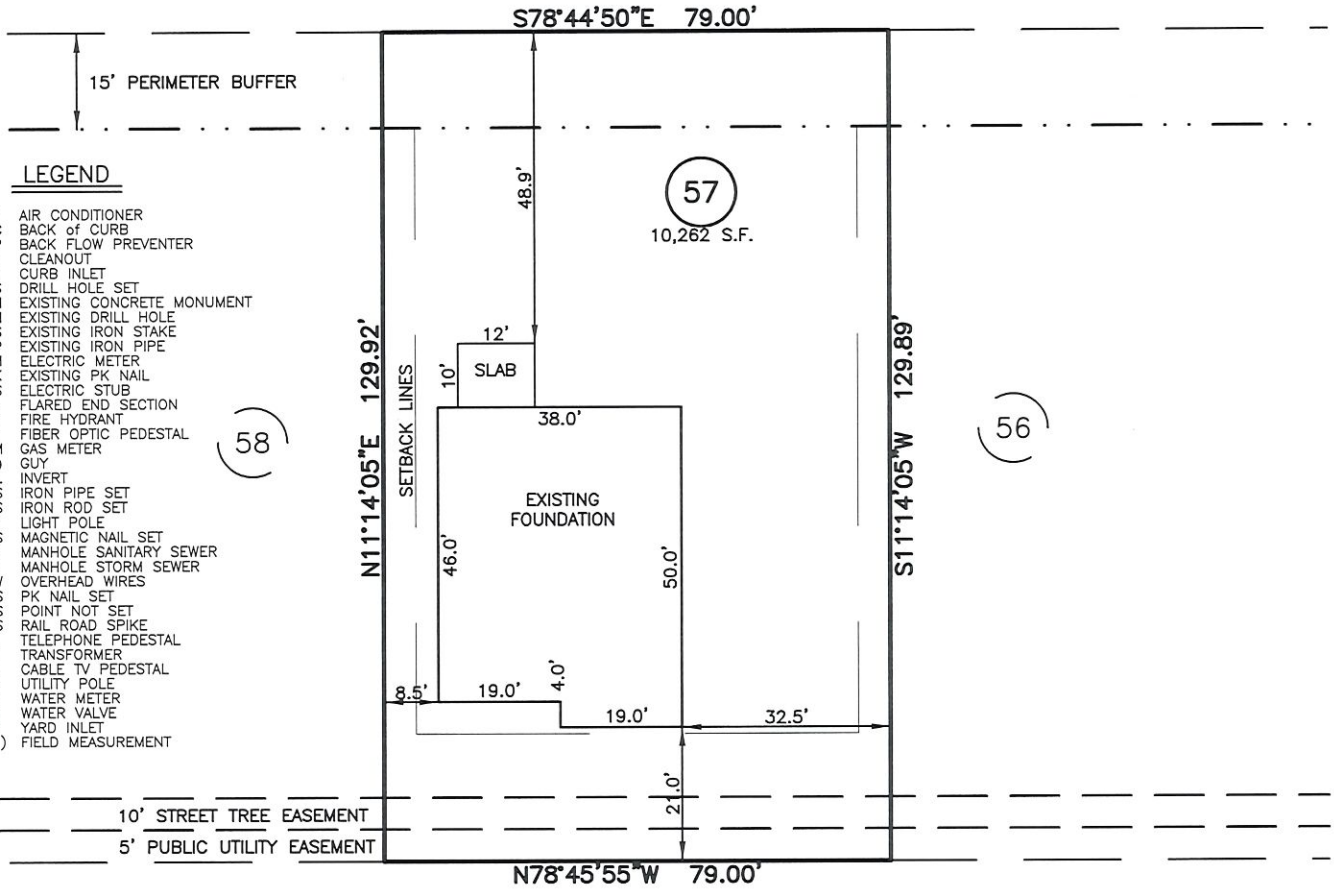 S78°44'50"E 79.00'
15' PERIMETER BUFFER
LEGEND
AIR CONDITIONER
BACK of CURB
BACK FLOW PREVENTER
CLEANOUT
CURB INLET
DRILL HOLE SET
EXISTING CONCRETE MONUMENT
EXISTING DRILL HOLE
EXISTING IRON STAKE
EXISTING IRON PIPE
ELECTRIC METER
EXISTING PK NAIL
ELECTRIC STUB
FLARED END SECTION
FIRE HYDRANT
FIBER OPTIC PEDESTAL
GAS METER
GUY
INVERT
IRON PIPE SET
IRON ROD SET
LIGHT POLE
MAGNETIC NAIL SET
MANHOLE SANITARY SEWER
MANHOLE STORM SEWER
OVERHEAD WIRES
PK NAIL SET
POINT NOT SET
RAIL ROAD SPIKE
TELEPHONE PEDESTAL
TRANSFORMER
CABLE TV PEDESTAL
UTILITY POLE
WATER METER
WATER VALVE
YARD INLET
) FIELD MEASUREMENT
58
N11°14'05"E 129.92'
SETBACK LINES
48.9'
57
10,262 S.F.
12'
10'
SLAB
38.0'
EXISTING
FOUNDATION
46.0'
50.0'
8.5'
19.0'
4.0'
19.0'
32.5'
21.0'
S11°14'05"W 129.89'
56
10' STREET TREE EASEMENT
5' PUBLIC UTILITY EASEMENT
N78°45'55"W 79.00'